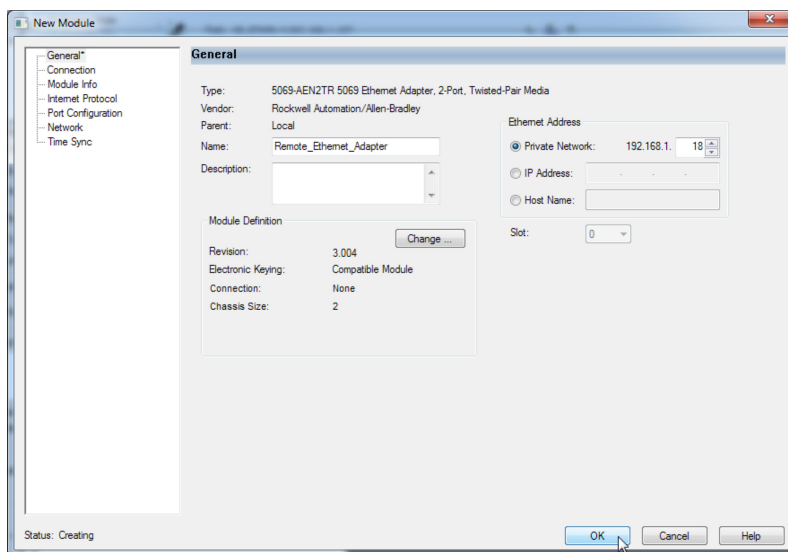 New Module
General*
Connection
Module Info
Internet Protocol
Port Configuration
Network
Time Sync
General
Type: 5069-AEN2TR 5069 Ethernet Adapter, 2-Port, Twisted-Pair Media
Vendor: Rockwell Automation/Allen-Bradley
Parent: Local
Name: Remote_Ethernet_Adapter
Description:
Ethernet Address
Private Network: 192.168.1. 18
IP Address: . . .
Host Name:
Module Definition
Change ...
Revision: 3.004
Electronic Keying: Compatible Module
Connection: None
Chassis Size: 2
Slot: 0
Status: Creating
OK Cancel Help